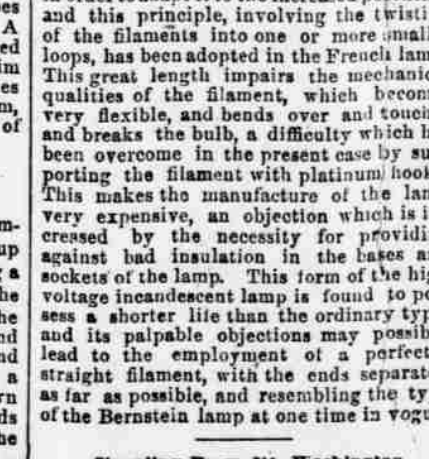 and this principle, involving the twisti
of the filaments into one or more small
loops, has been adopted in the French lam
This great length impairs the mechanic
qualities of the filament, which becom
very flexible, and bends over and touch
and breaks the bulb, a difficulty which h
been overcome in the present case by su
porting the filament with platinum hook
This makes the manufacture of the lam
very expensive, an objection which is i
creased by the necessity for providi
against bad insulation in the bases a
sockets of the lamp. This form of the hig
voltage incandescent lamp is found to po
sess a shorter life than the ordinary typ
and its palpable objections may possib
lead to the employment of a perfect
straight filament, with the ends separat
as far as possible, and resembling the ty
of the Bernstein lamp at one time in vogu